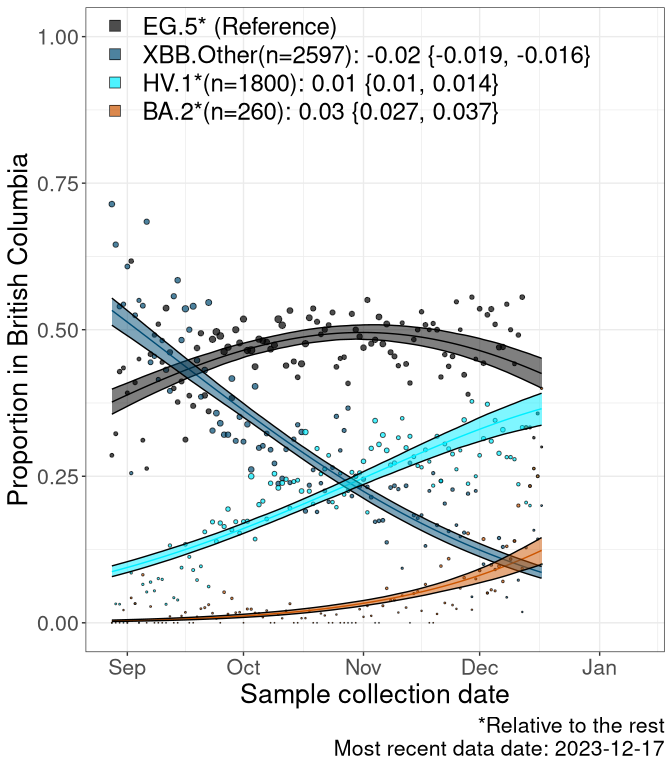 EG.5* (Reference)
XBB.Other(n=2597): -0.02 {-0.019, -0.016}
HV.1*(n=1800): 0.01 {0.01, 0.014}
BA.2*(n=260): 0.03 {0.027, 0.037}
Proportion in British Columbia
1.00
0.75
0.50
0.25
0.00
Sep Oct Nov Dec Jan
Sample collection date
*Relative to the rest
Most recent data date: 2023-12-17